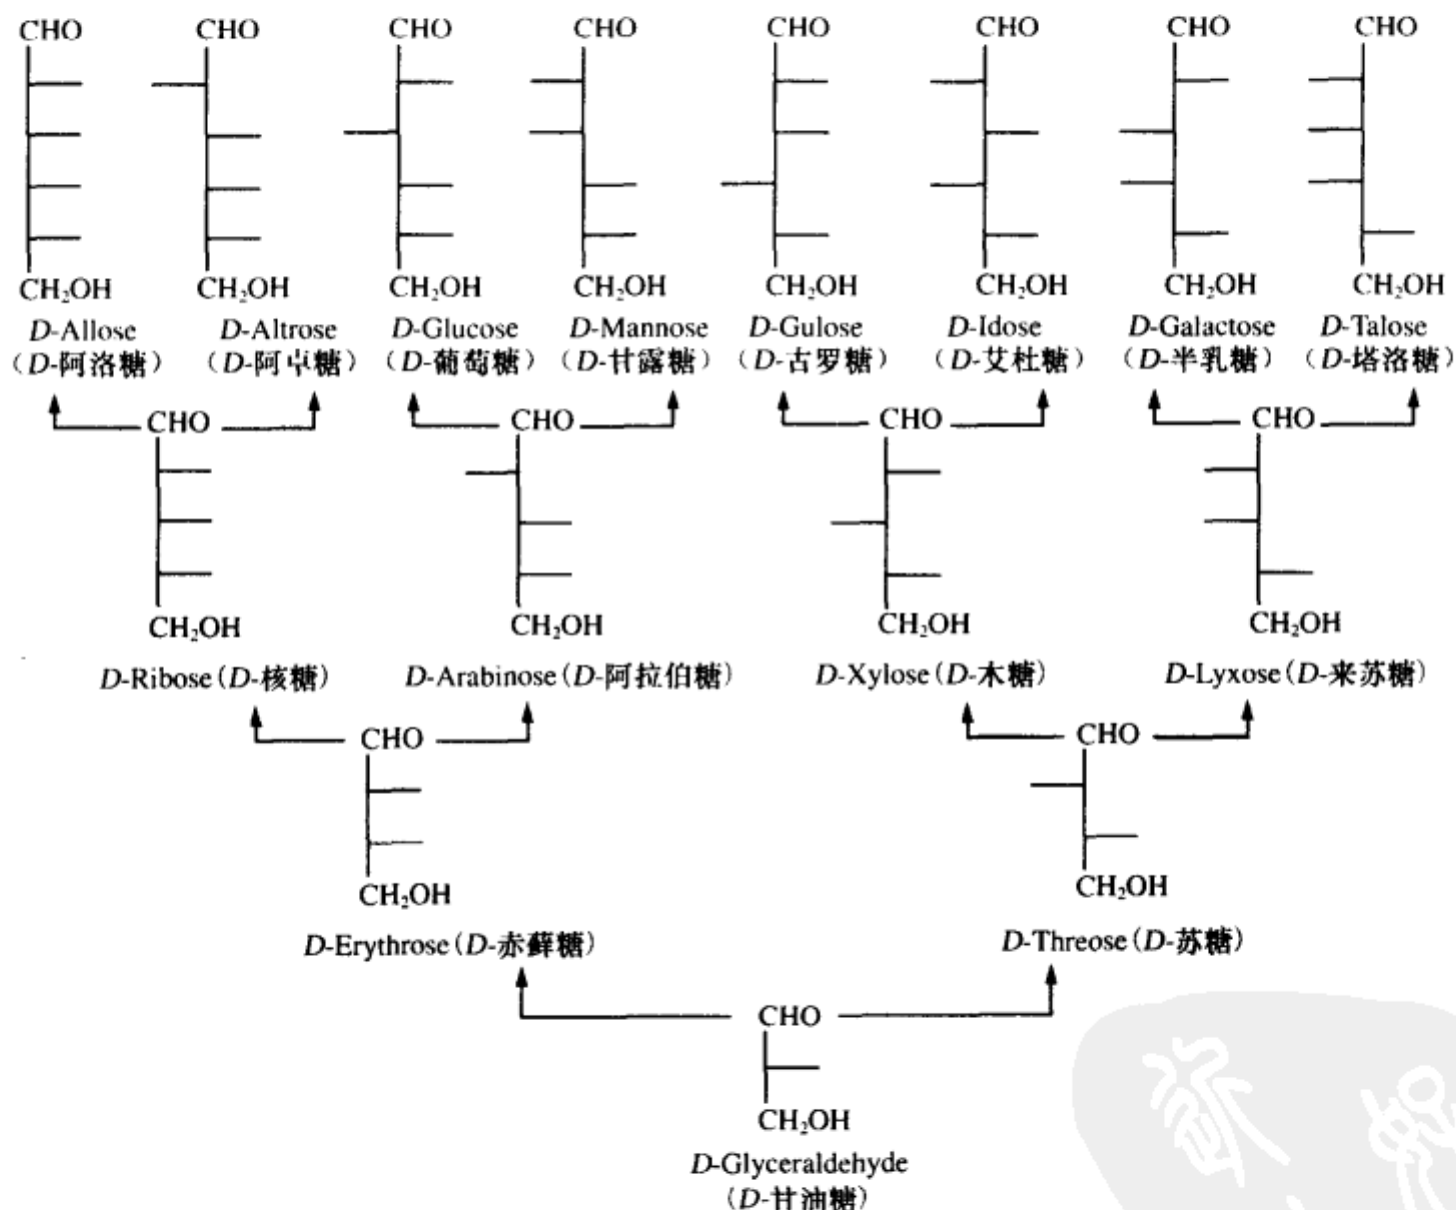 CHO CHO CHO CHO CHO CHO CHO CHO
CH₂OH CH₂OH CH₂OH CH₂OH CH₂OH CH₂OH CH₂OH CH₂OH
D-Allose D-Altrose D-Glucose D-Mannose D-Gulose D-Idose D-Galactose D-Talose
(D-阿洛糖) (D-阿卓糖) (D-葡萄糖) (D-甘露糖) (D-古罗糖) (D-艾杜糖) (D-半乳糖) (D-塔洛糖)
CHO CHO CHO CHO
CH₂OH CH₂OH CH₂OH CH₂OH
D-Ribose(D-核糖) D-Arabinose(D-阿拉伯糖) D-Xylose(D-木糖) D-Lyxose(D-来苏糖)
CHO CHO
CH₂OH CH₂OH
D-Erythrose(D-赤藓糖) D-Threose(D-苏糖)
CHO
CH₂OH
D-Glyceraldehyde
(D-甘油糖)